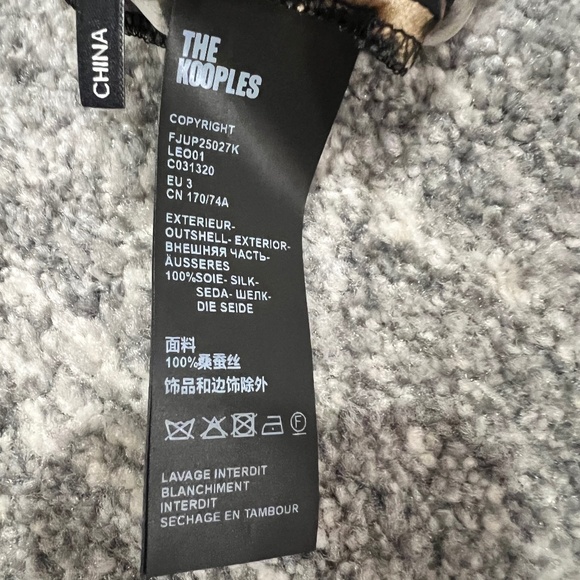 CHINA
THE
KOOPLES
COPYRIGHT
FJUP25027K
LEO01
C031320
EU 3
CN 170/74A
EXTERIEUR-
OUTSHELL- EXTERIOR-
ВНЕШНЯЯ ЧАСТЬ-
ÄUSSERES
100%SOIE- SILK-
SEDA- ШЕЛК-
DIE SEIDE
面料
100%桑蚕丝
饰品和边饰除外
F
LAVAGE INTERDIT
BLANCHIMENT
INTERDIT
SECHAGE EN TAMBOUR